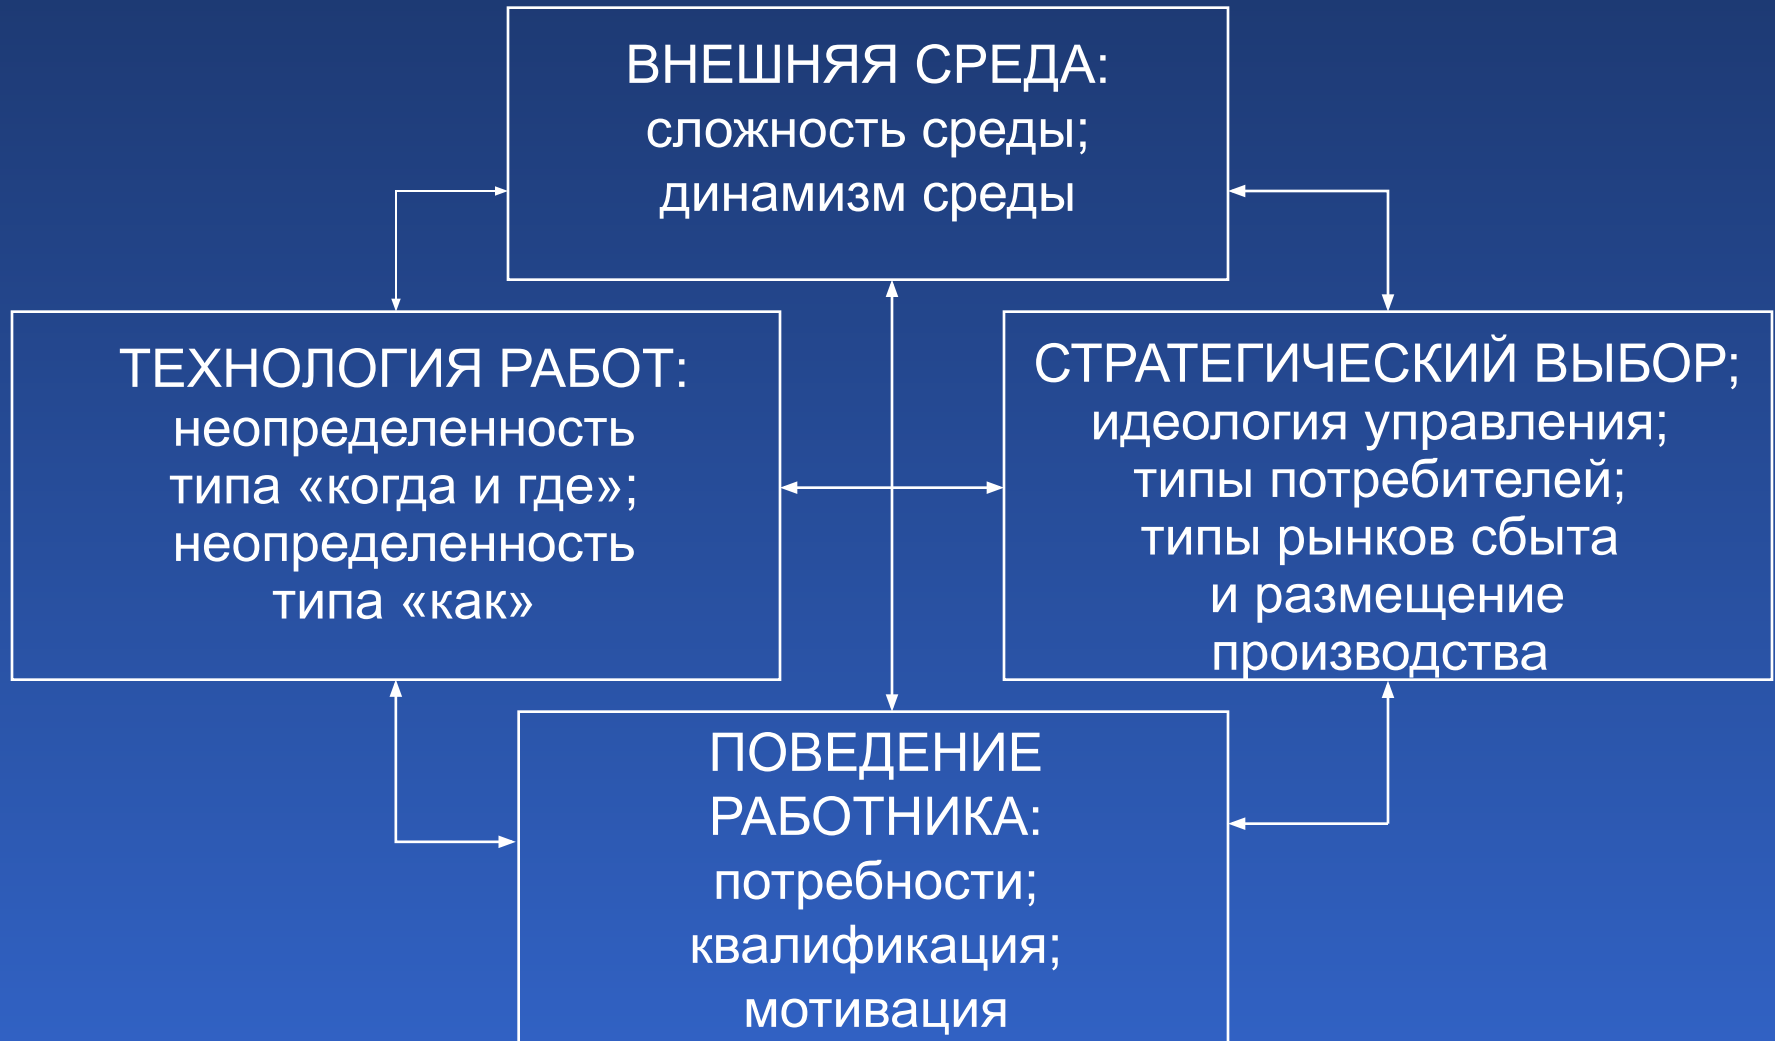 ВНЕШНЯЯ СРЕДА:
сложность среды;
динамизм среды
ТЕХНОЛОГИЯ РАБОТ:
неопределенность
типа «когда и где»;
неопределенность
типа «как»
СТРАТЕГИЧЕСКИЙ ВЫБОР;
идеология управления;
типы потребителей;
типы рынков сбыта
и размещение
производства
ПОВЕДЕНИЕ
РАБОТНИКА:
потребности;
квалификация;
мотивация